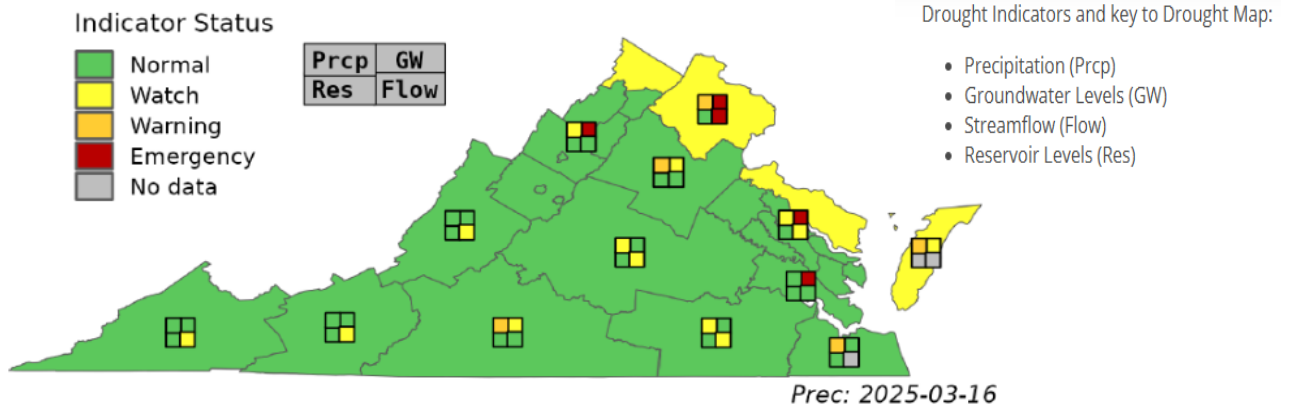 Indicator Status
Normal
Watch
Warning
Emergency
No data
Prcp GW
Res Flow
Drought Indicators and key to Drought Map:
• Precipitation (Prcp)
• Groundwater Levels (GW)
• Streamflow (Flow)
• Reservoir Levels (Res)
Prec: 2025-03-16